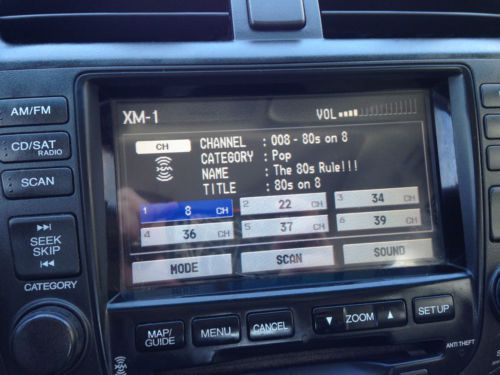 XM-1
VOL
CH
CHANNEL : 008 - 80s on 8
CATEGORY : Pop
NAME : The 80s Rule!!!
TITLE : 80s on 8
1 8 CH
2 22 CH
3 34 CH
4 36 CH
5 37 CH
6 39 CH
MODE
SCAN
SOUND
AM/FM
CD/SAT
RADIO
SCAN
SEEK
SKIP
CATEGORY
MAP/
GUIDE
MENU
CANCEL
ZOOM
SET UP
ANTI THEFT